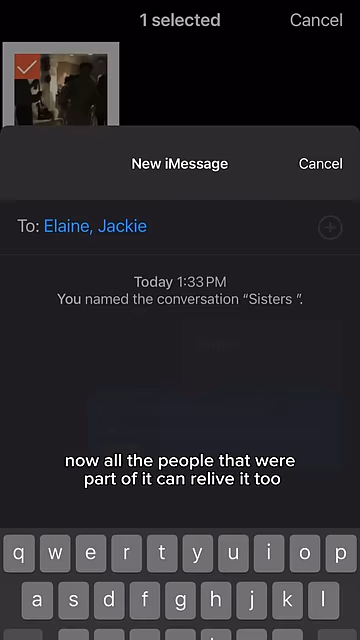 1 selected Cancel
New iMessage Cancel
To: Elaine, Jackie
Today 1:33 PM
You named the conversation “Sisters ”.
now all the people that were
part of it can relive it too
q w e r t y u i o p
a s d f g h j k l